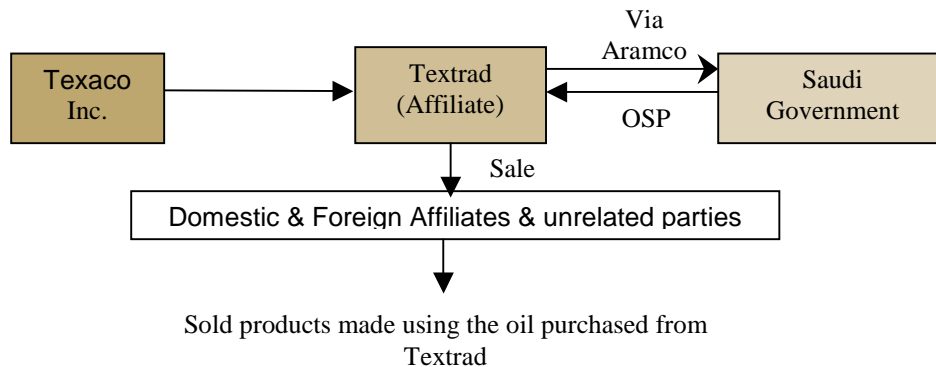 Via
Aramco
Texaco
Inc.
Textrad
(Affiliate)
Saudi
Government
OSP
Sale
Domestic & Foreign Affiliates & unrelated parties
Sold products made using the oil purchased from
Textrad